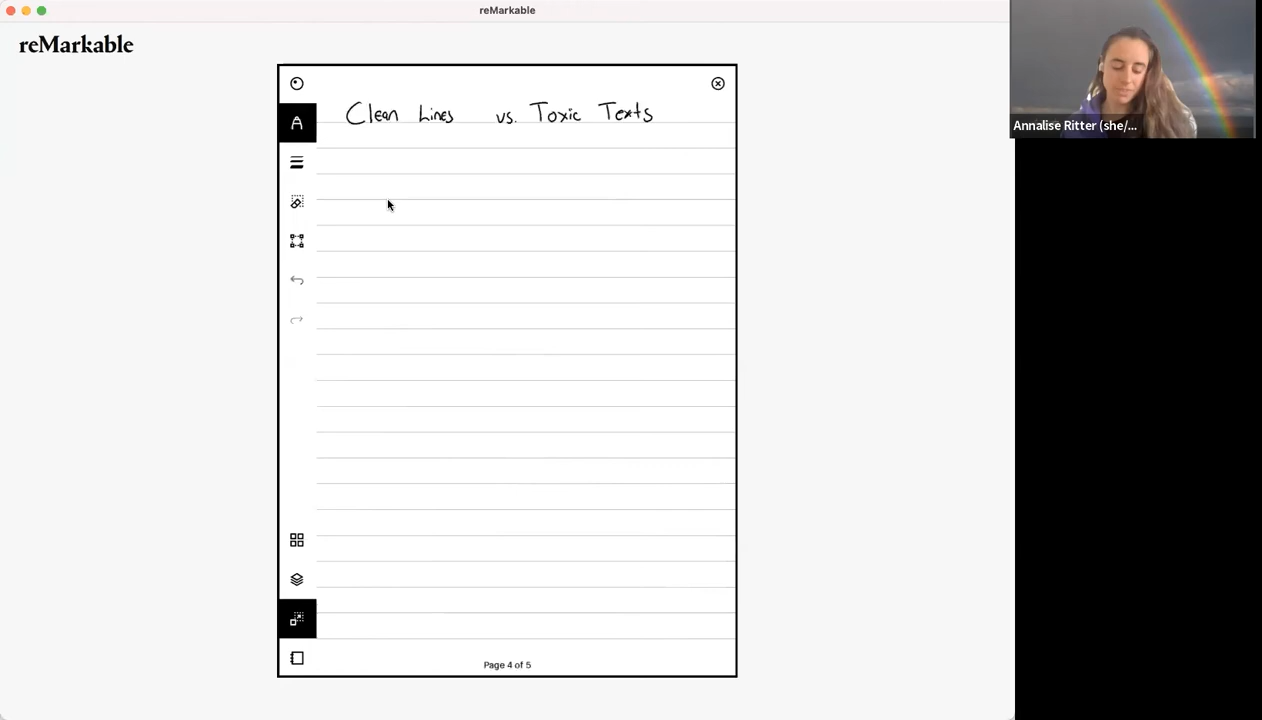 reMarkable
reMarkable
Clean Lines vs. Toxic Texts
Page 4 of 5
Annalise Ritter (she/...